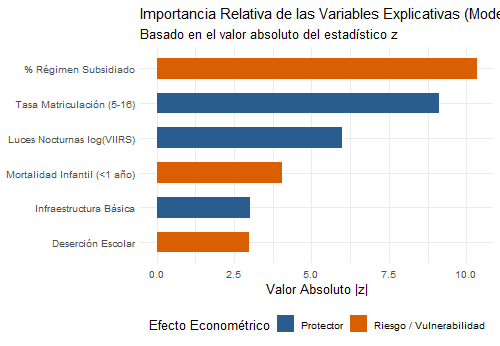 Importancia Relativa de las Variables Explicativas (Mode
Basado en el valor absoluto del estadístico z
% Régimen Subsidiado
Tasa Matriculación (5-16)
Luces Nocturnas log(VIIRS)
Mortalidad Infantil (<1 año)
Infraestructura Básica
Deserción Escolar
0.0 2.5 5.0 7.5 10.0
Valor Absoluto |z|
Efecto Econométrico Protector Riesgo / Vulnerabilidad